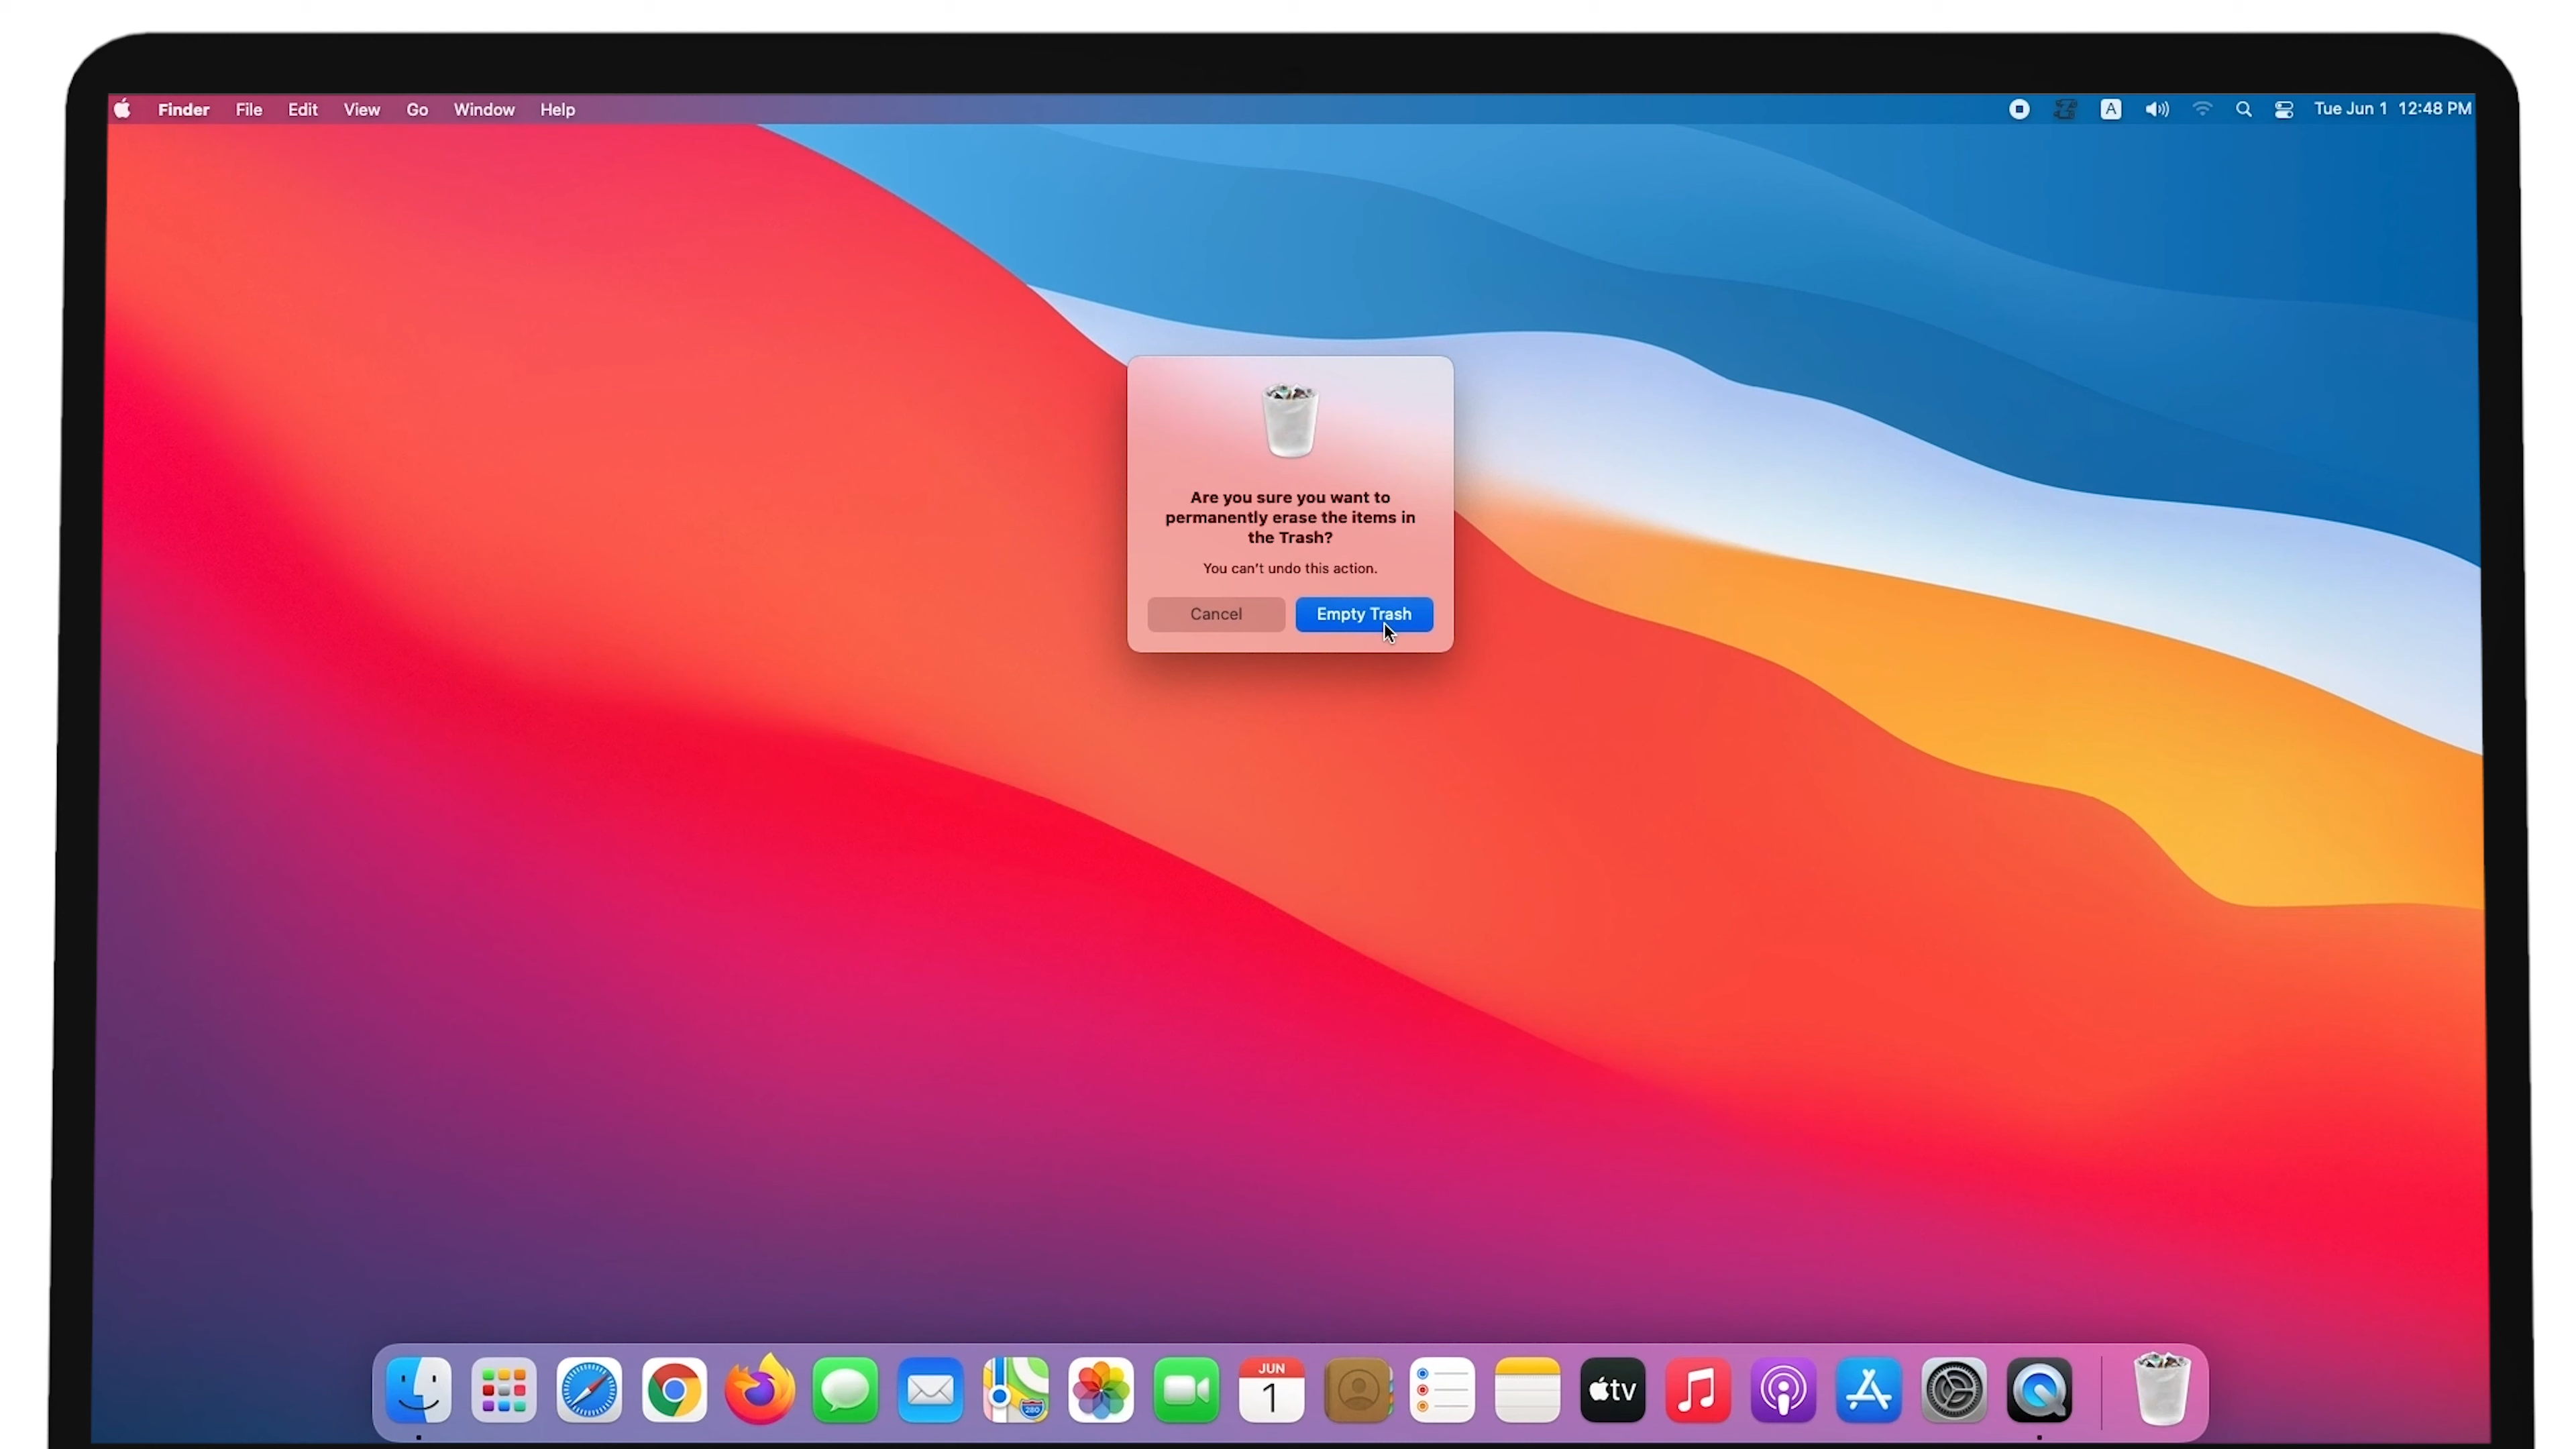 Finder File Edit View Go Window Help
A Tue Jun 1 12:48 PM
Are you sure you want to
permanently erase the items in
the Trash?
You can't undo this action.
Cancel Empty Trash
280 JUN
1
tv